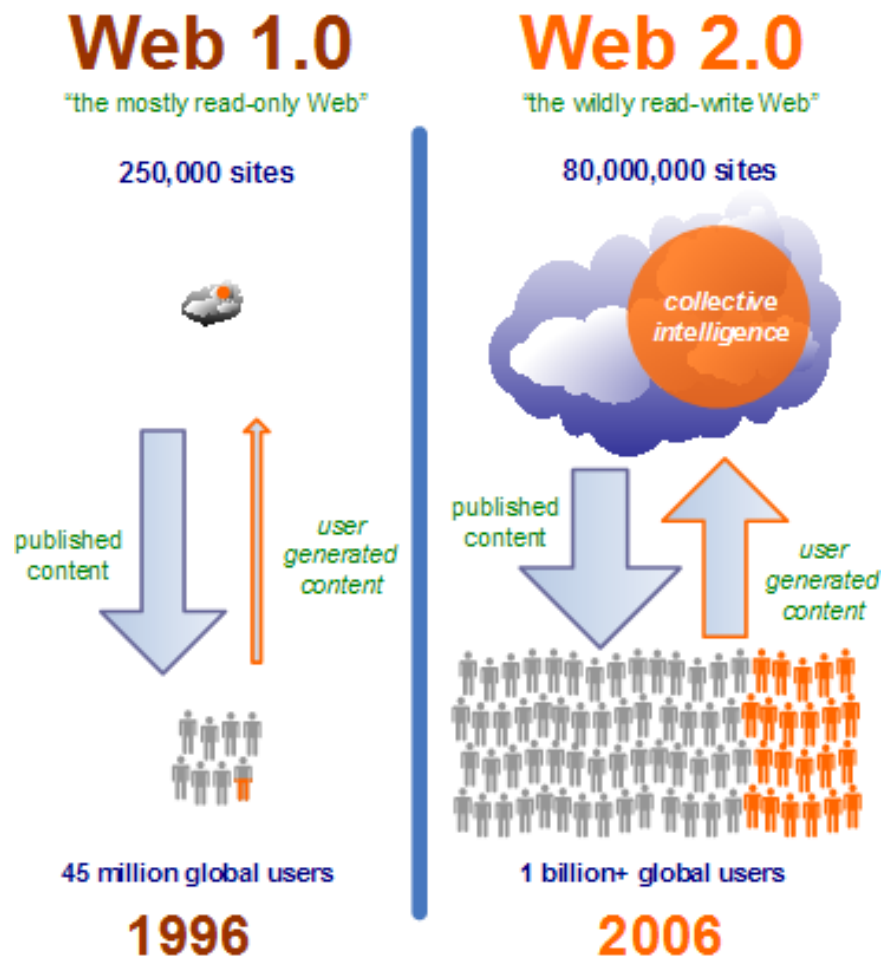 Web 1.0
"the mostly read-only Web"
250,000 sites
published
content
user
generated
content
45 million global users
1996
Web 2.0
"the wildly read-write Web"
80,000,000 sites
collective
intelligence
published
content
user
generated
content
1 billion+ global users
2006